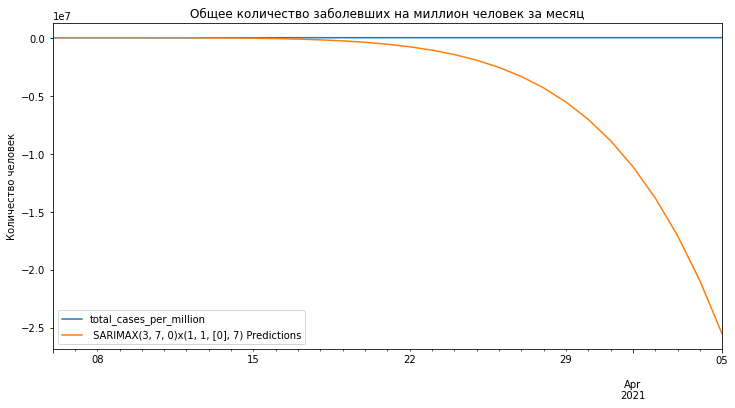 Общее количество заболевших на миллион человек за месяц
1e7
0.0
−0.5
−1.0
−1.5
−2.0
−2.5
Количество человек
total_cases_per_million
SARIMAX(3, 7, 0)x(1, 1, [0], 7) Predictions
08
15
22
29
05
Apr
2021